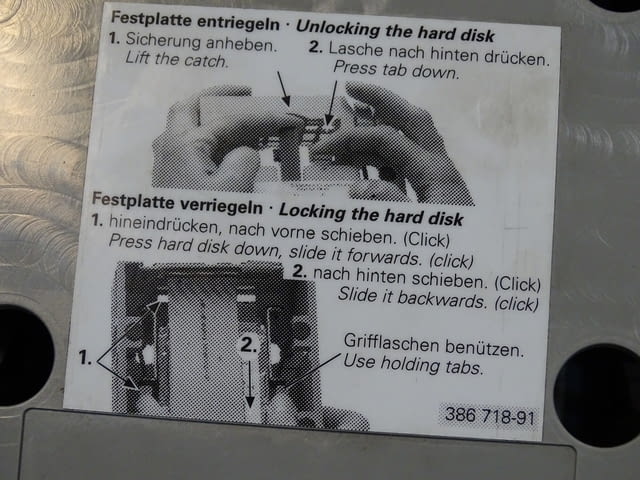 Festplatte entriegeln · Unlocking the hard disk
1. Sicherung anheben.
Lift the catch.
2. Lasche nach hinten drücken.
Press tab down.
Festplatte verriegeln · Locking the hard disk
1. hineindrücken, nach vorne schieben. (Click)
Press hard disk down, slide it forwards. (click)
2. nach hinten schieben. (Click)
Slide it backwards. (click)
1.
2.
Grifflaschen benützen.
Use holding tabs.
386 718-91